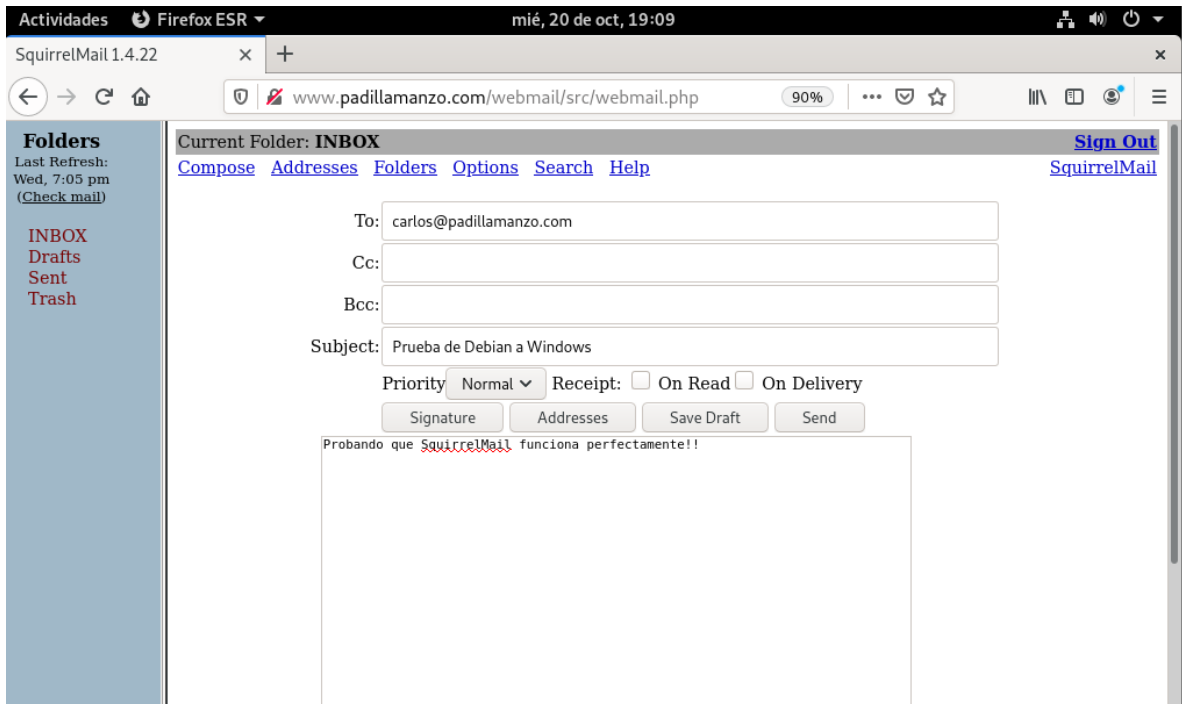 Actividades Firefox ESR mié, 20 de oct, 19:09
SquirrelMail 1.4.22
www.padillamanzo.com/webmail/src/webmail.php 90%
Folders
Last Refresh:
Wed, 7:05 pm
(Check mail)
INBOX
Drafts
Sent
Trash
Current Folder: INBOX Sign Out
Compose Addresses Folders Options Search Help SquirrelMail
To: carlos@padillamanzo.com
Cc:
Bcc:
Subject: Prueba de Debian a Windows
Priority Normal Receipt: On Read On Delivery
Signature Addresses Save Draft Send
Probando que SquirrelMail funciona perfectamente!!